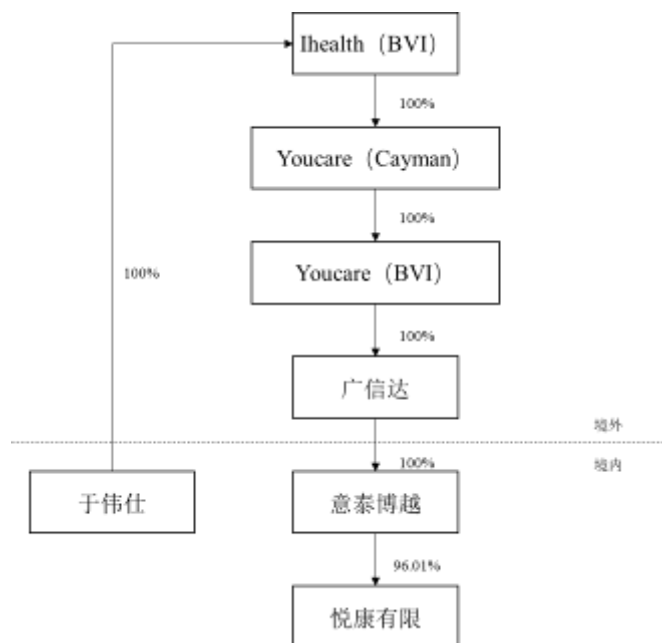 Ihealth（BVI）
100%
Youcare（Cayman）
100%
Youcare（BVI）
100%
100%
广信达
境外
100%
境内
于伟仕
意泰博越
96.01%
悦康有限